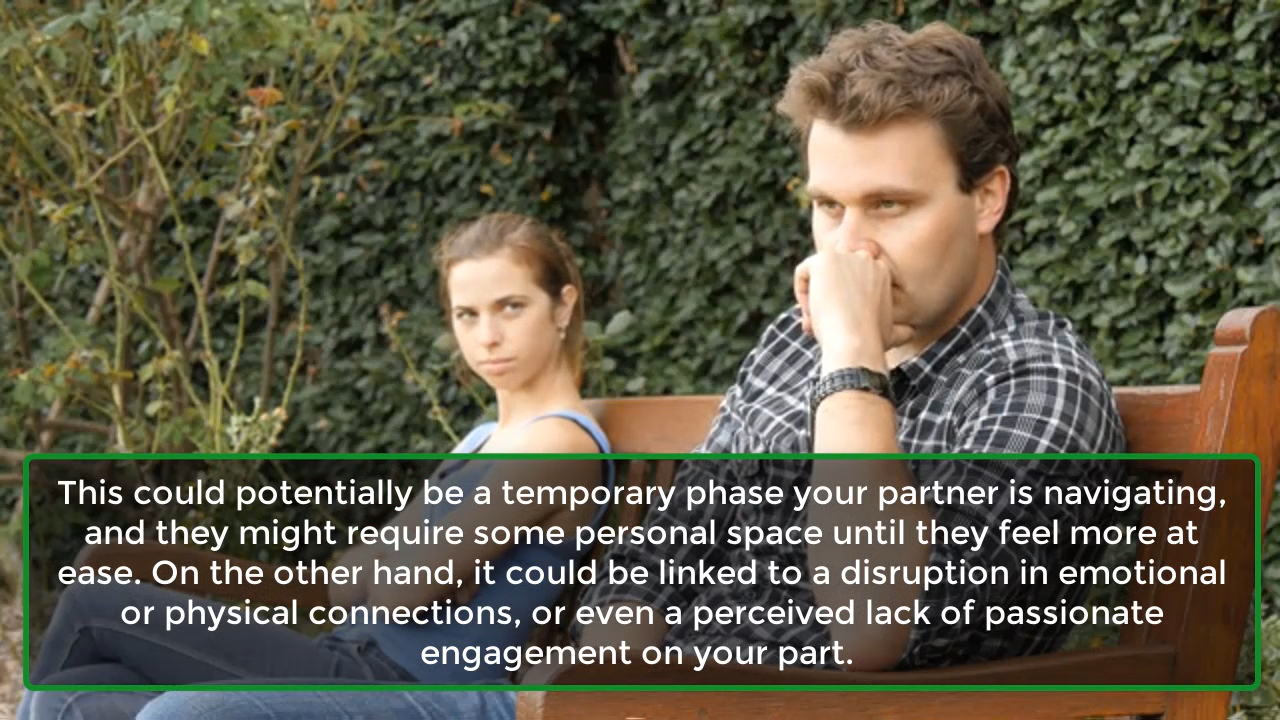 This could potentially be a temporary phase your partner is navigating,
and they might require some personal space until they feel more at
ease. On the other hand, it could be linked to a disruption in emotional
or physical connections, or even a perceived lack of passionate
engagement on your part.